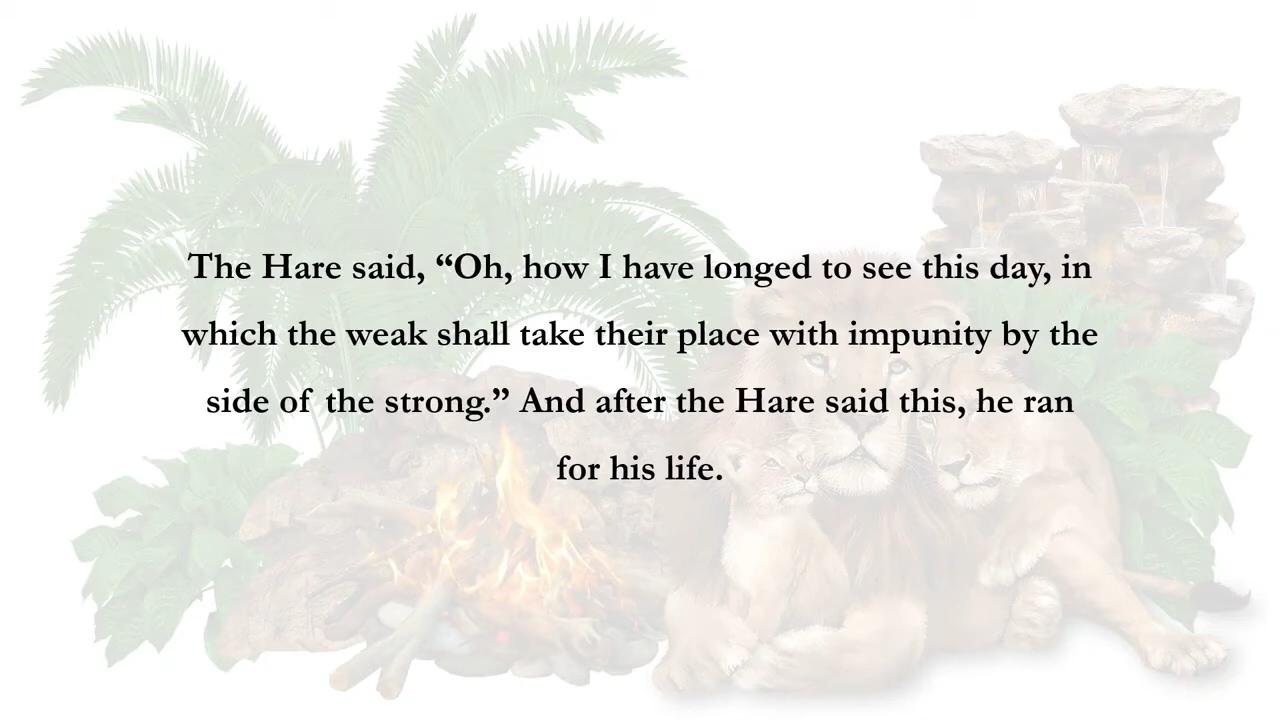 The Hare said, “Oh, how I have longed to see this day, in
which the weak shall take their place with impunity by the
side of the strong.” And after the Hare said this, he ran
for his life.